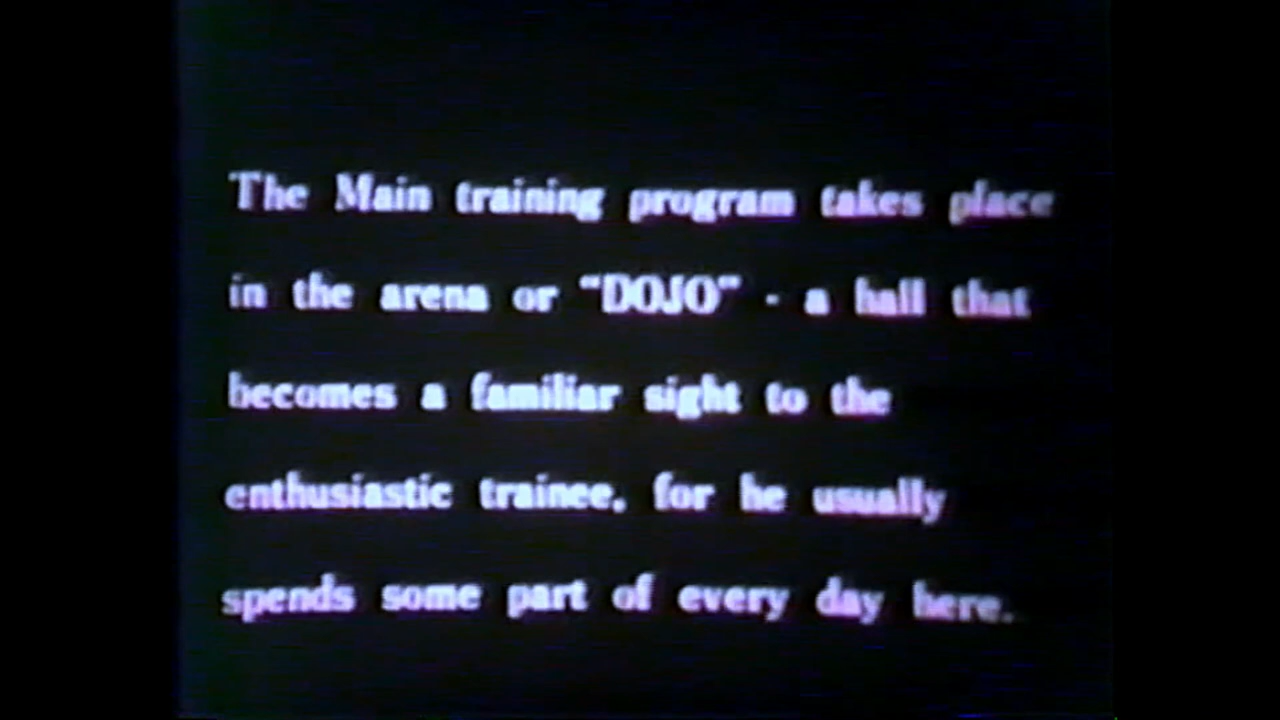 The Main training program takes place
in the arena or "DOJO" - a hall that
becomes a familiar sight to the
enthusiastic trainee, for he usually
spends some part of every day here.